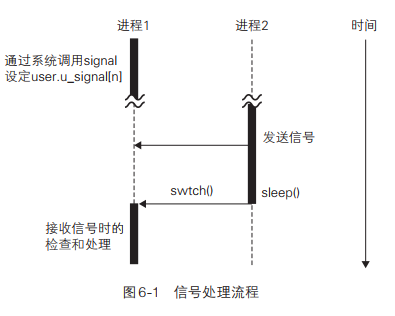 进程1
进程2
时间
通过系统调用signal
设定user.u_signal[n]
发送信号
swtch()
sleep()
接收信号时的
检查和处理
图6-1 信号处理流程